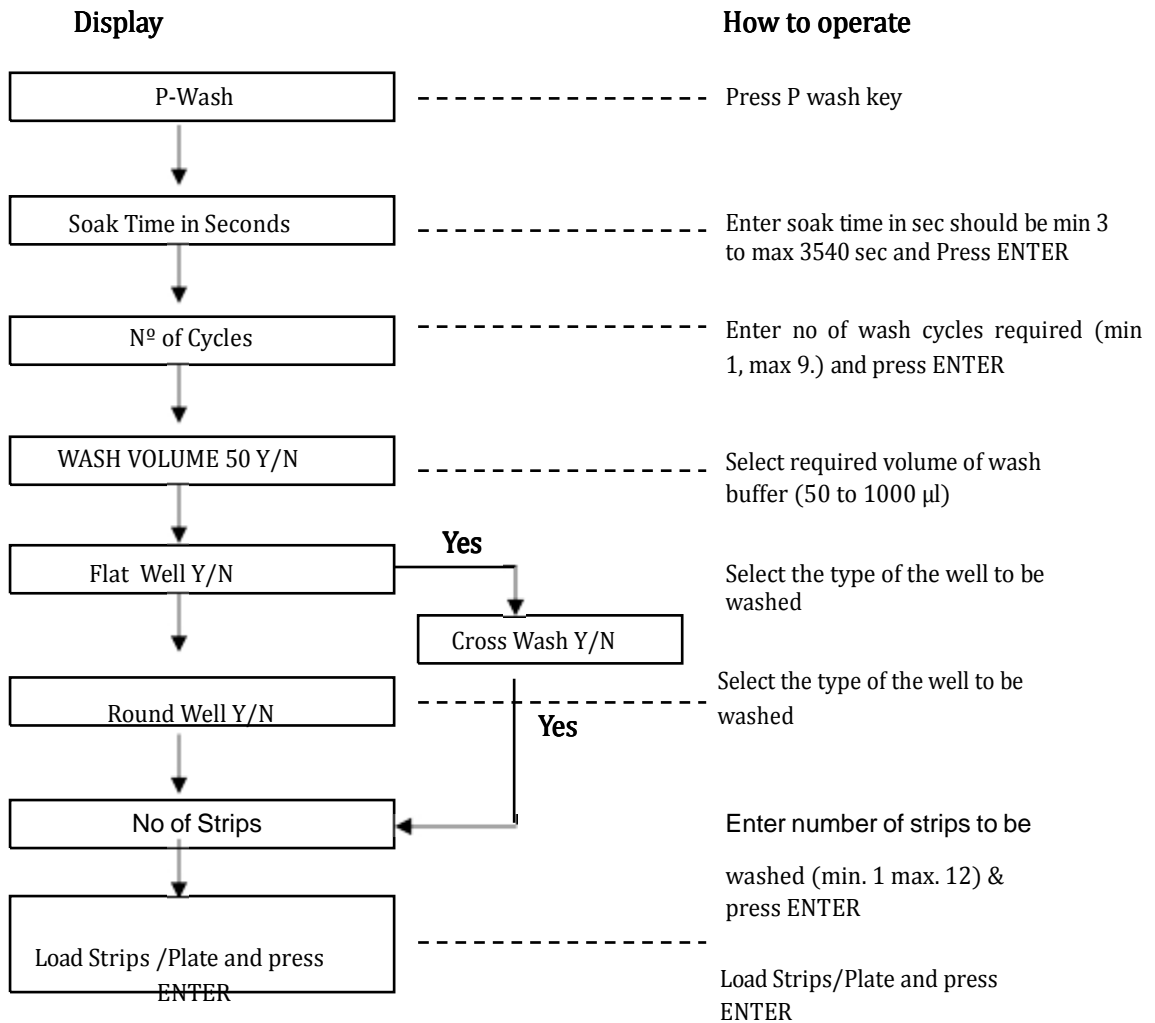 Display
How to operate
P-Wash
Press P wash key
Soak Time in Seconds
Enter soak time in sec should be min 3
to max 3540 sec and Press ENTER
Nº of Cycles
Enter no of wash cycles required (min
1, max 9.) and press ENTER
WASH VOLUME 50 Y/N
Select required volume of wash
buffer (50 to 1000 µl)
Yes
Flat Well Y/N
Select the type of the well to be
washed
Cross Wash Y/N
Round Well Y/N
Select the type of the well to be
washed
Yes
No of Strips
Enter number of strips to be
washed (min. 1 max. 12) &
press ENTER
Load Strips /Plate and press
ENTER
Load Strips/Plate and press
ENTER